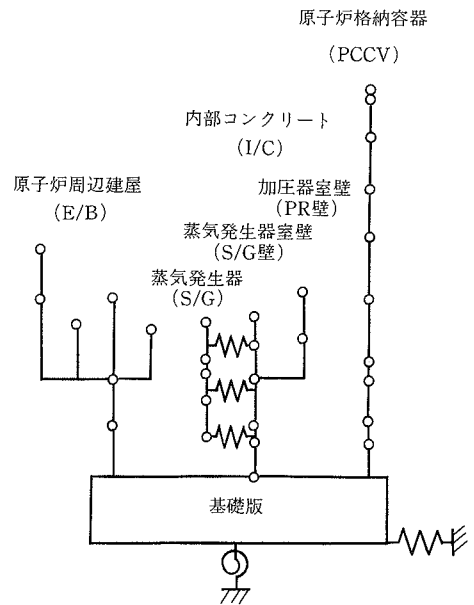 原子炉格納容器
(PCCV)
内部コンクリート
(I/C)
原子炉周辺建屋
(E/B)
加圧器室壁
(PR壁)
蒸気発生器室壁
(S/G壁)
蒸気発生器
(S/G)
基礎版